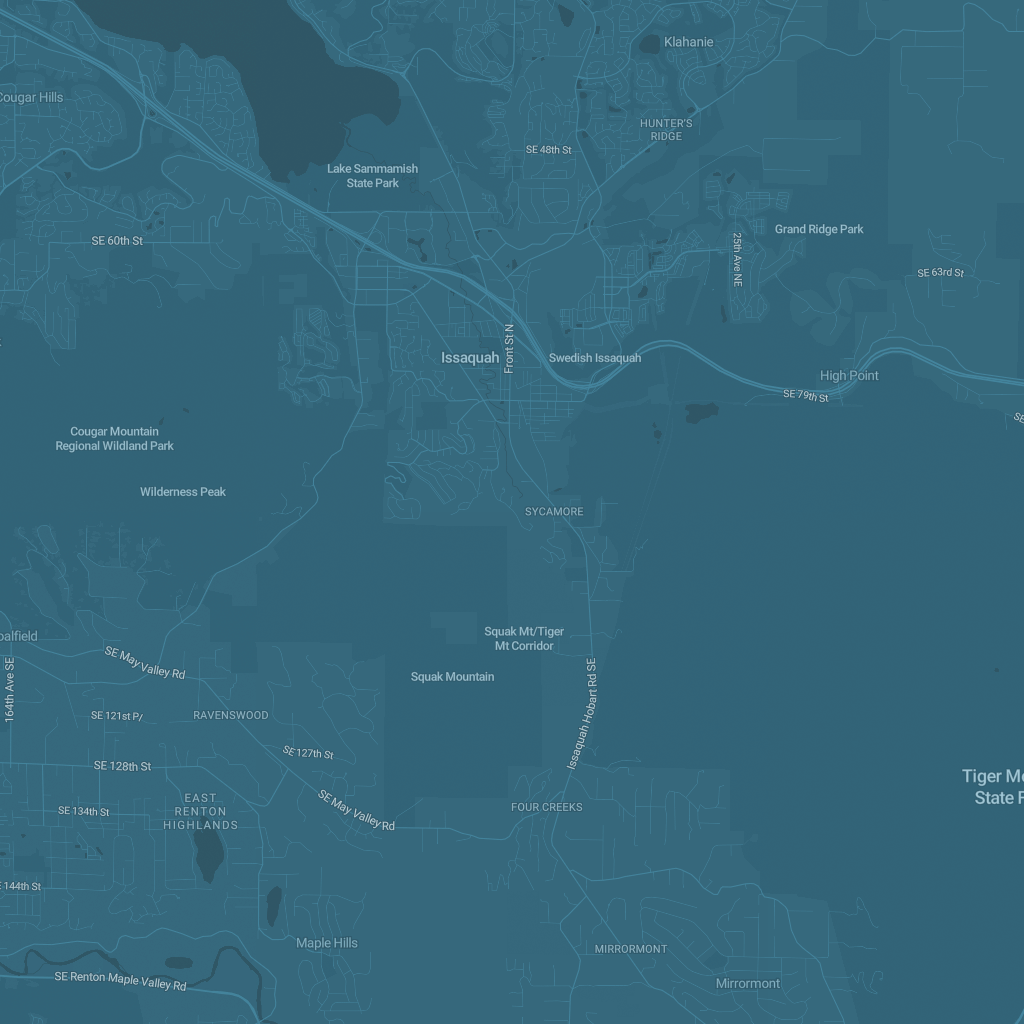 Klahanie
Cougar Hills
HUNTER'S
RIDGE
SE 48th St
Lake Sammamish
State Park
Grand Ridge Park
SE 60th St
25th Ave NE
SE 63rd St
Front St N
Issaquah
Swedish Issaquah
High Point
SE 79th St
SE
Cougar Mountain
Regional Wildland Park
Wilderness Peak
SYCAMORE
Squak Mt/Tiger
Mt Corridor
oalfield
SE May Valley Rd
164th Ave SE
Squak Mountain
Issaquah Hobart Rd SE
SE 121st Pl
RAVENSWOOD
SE 127th St
SE 128th St
Tiger Mo
State P
EAST
RENTON
HIGHLANDS
SE May Valley Rd
FOUR CREEKS
SE 134th St
E 144th St
Maple Hills
MIRRORMONT
SE Renton Maple Valley Rd
Mirrormont